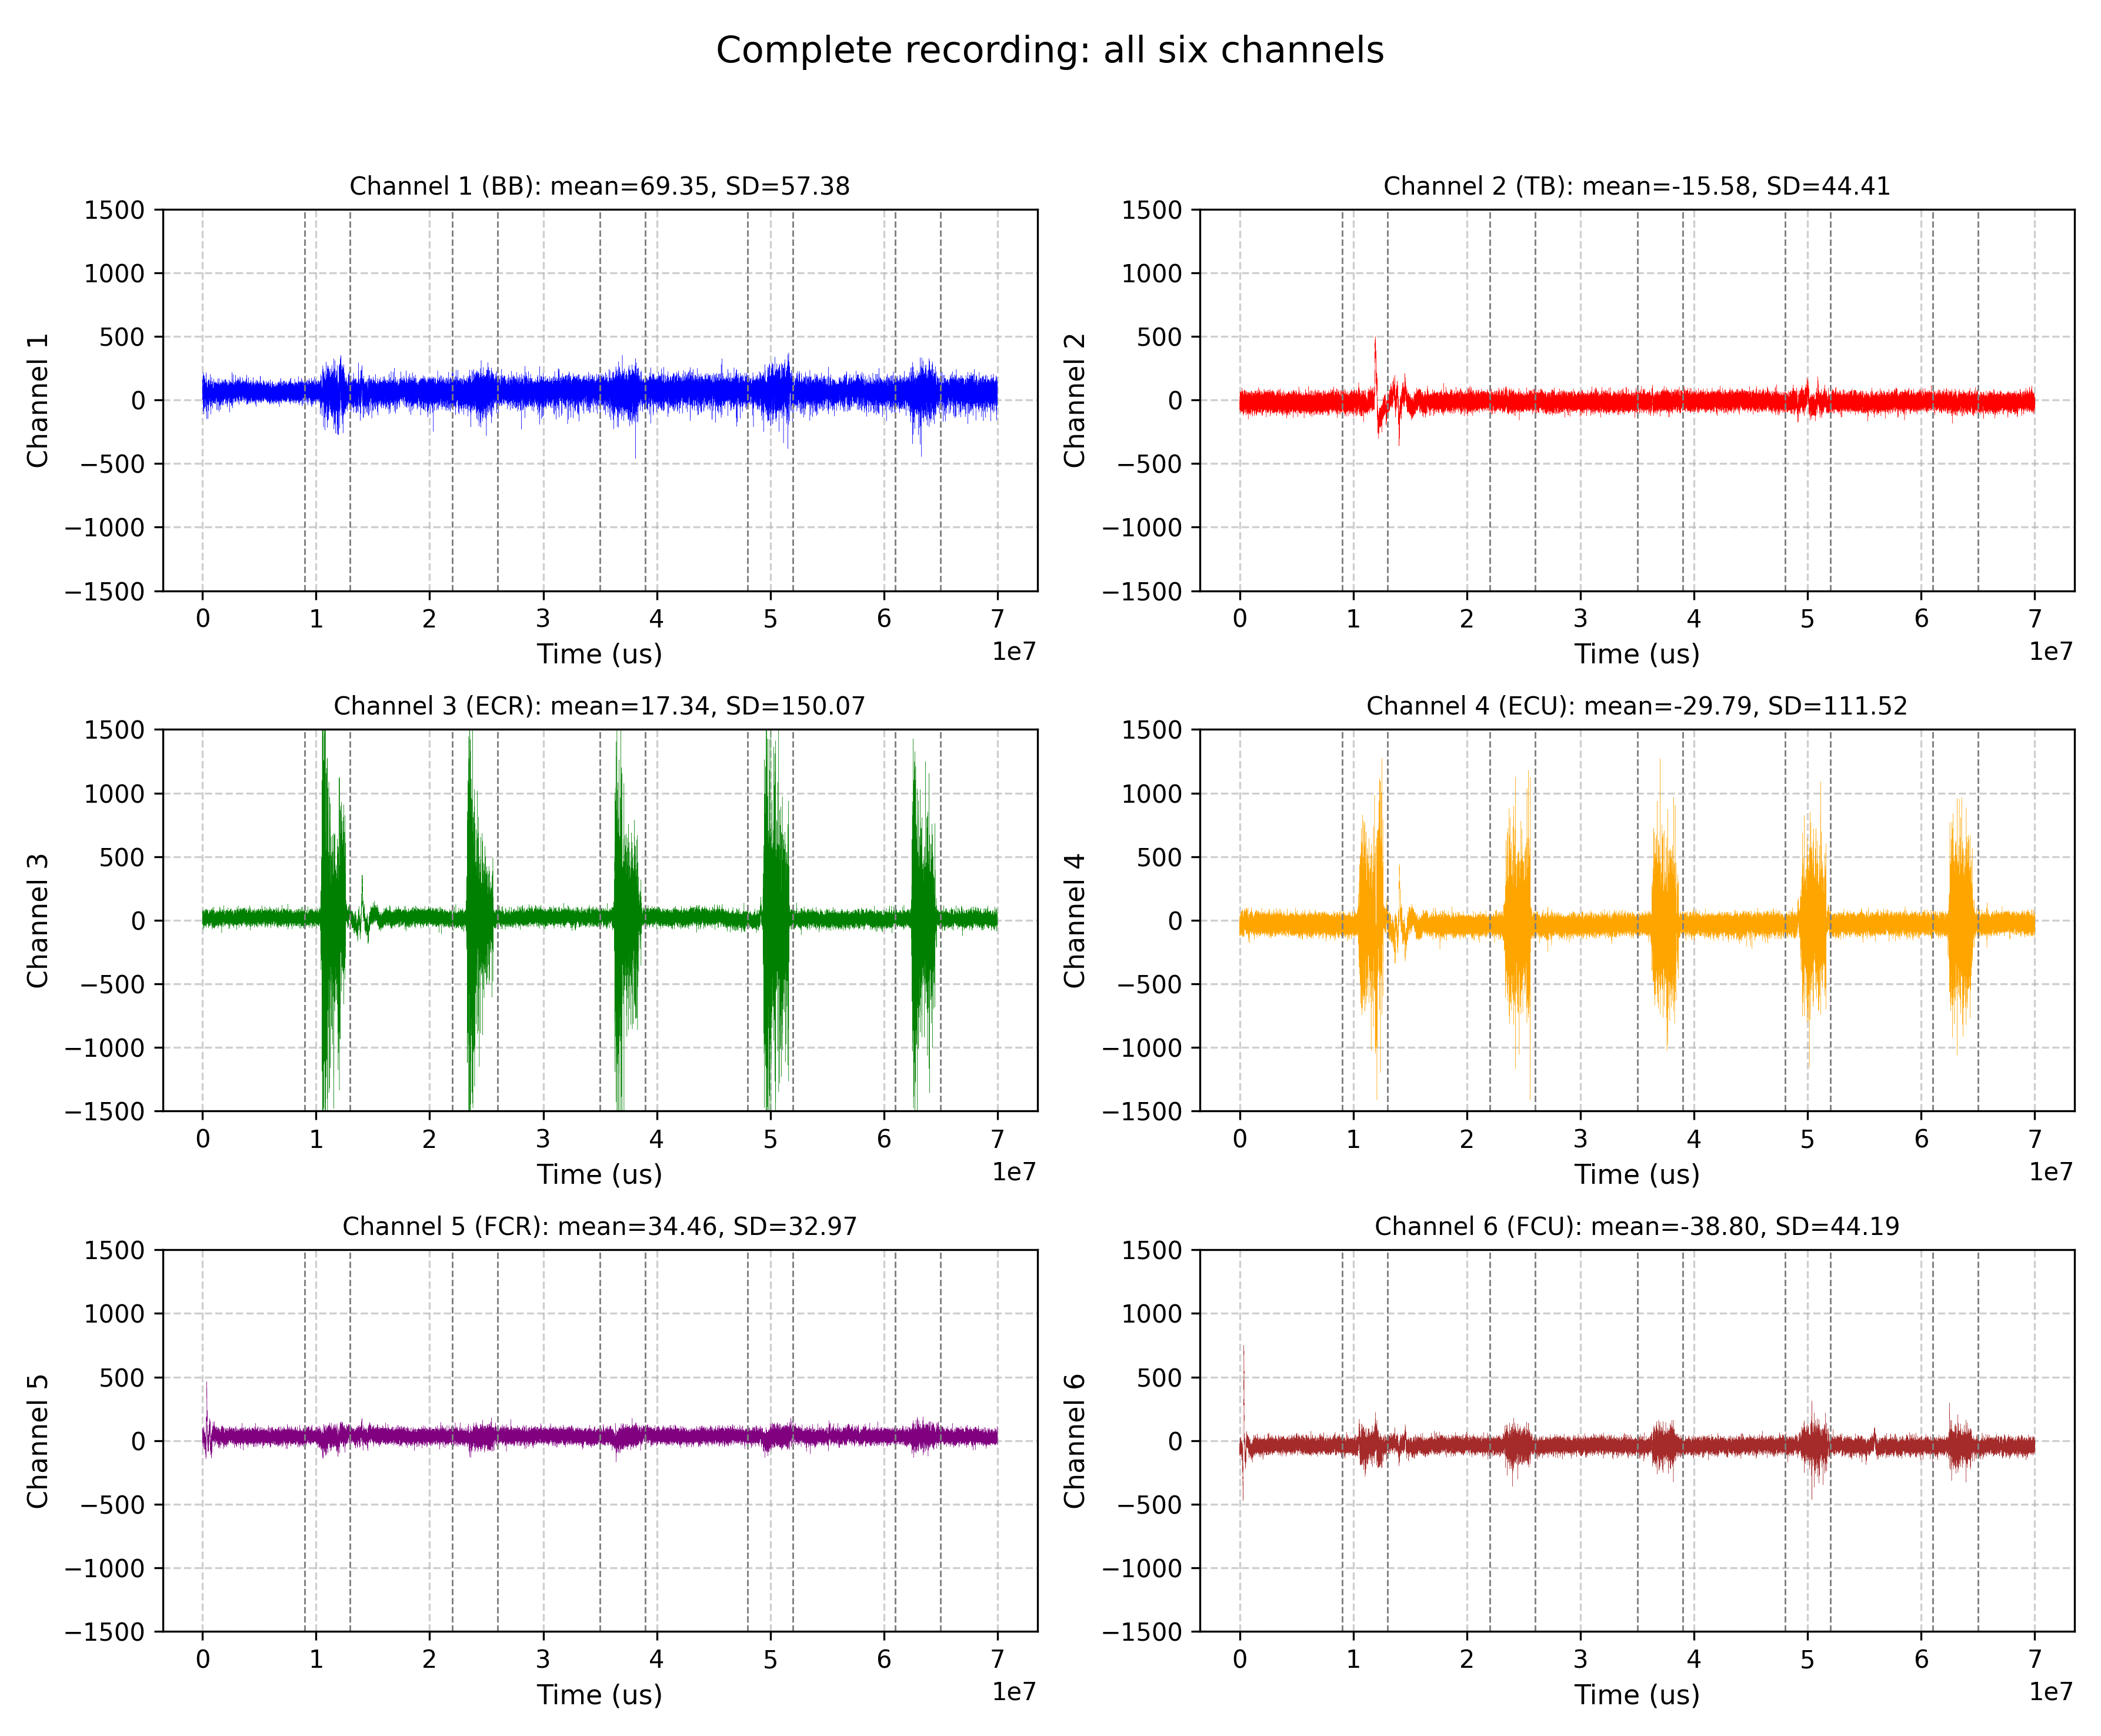 Complete recording: all six channels
Channel 1 (BB): mean=69.35, SD=57.38
1500
1000
500
0
−500
−1000
−1500
Channel 1
0 1 2 3 4 5 6 7
1e7
Time (us)
Channel 2 (TB): mean=-15.58, SD=44.41
1500
1000
500
0
−500
−1000
−1500
Channel 2
0 1 2 3 4 5 6 7
1e7
Time (us)
Channel 3 (ECR): mean=17.34, SD=150.07
1500
1000
500
0
−500
−1000
−1500
Channel 3
0 1 2 3 4 5 6 7
1e7
Time (us)
Channel 4 (ECU): mean=-29.79, SD=111.52
1500
1000
500
0
−500
−1000
−1500
Channel 4
0 1 2 3 4 5 6 7
1e7
Time (us)
Channel 5 (FCR): mean=34.46, SD=32.97
1500
1000
500
0
−500
−1000
−1500
Channel 5
0 1 2 3 4 5 6 7
1e7
Time (us)
Channel 6 (FCU): mean=-38.80, SD=44.19
1500
1000
500
0
−500
−1000
−1500
Channel 6
0 1 2 3 4 5 6 7
1e7
Time (us)